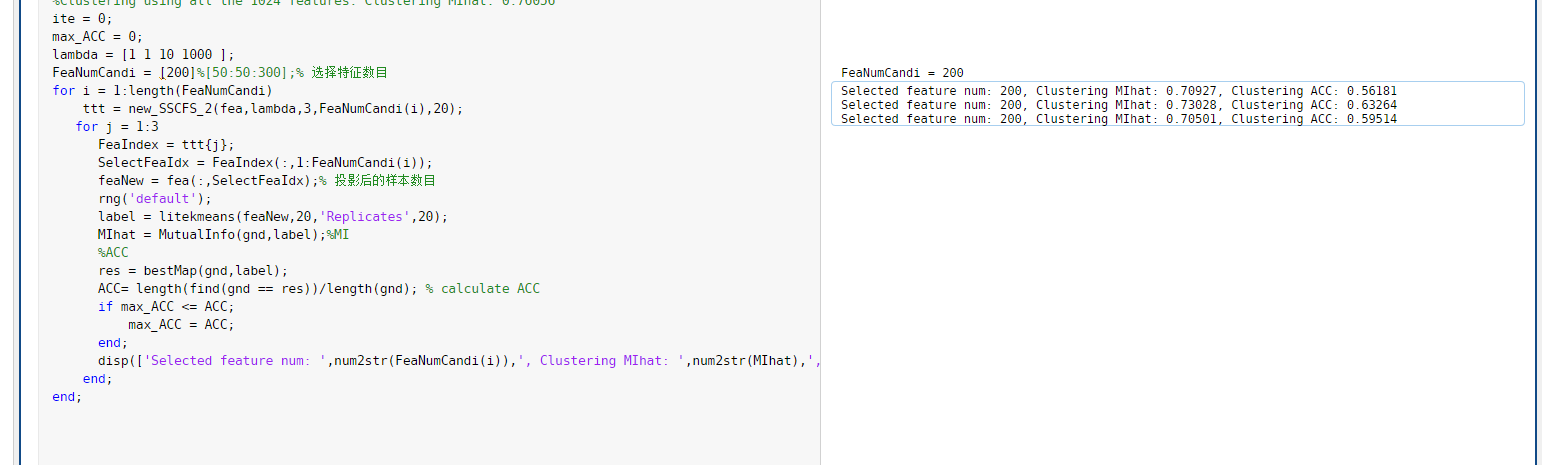 %Clustering using all the 1024 features. Clustering MIhat: 0.76056
ite = 0;
max_ACC = 0;
lambda = [1 1 10 1000 ];
FeaNumCandi = [200]%[50:50:300];% 选择特征数目
for i = 1:length(FeaNumCandi)
    ttt = new_SSCFS_2(fea,lambda,3,FeaNumCandi(i),20);
   for j = 1:3
      FeaIndex = ttt{j};
      SelectFeaIdx = FeaIndex(:,1:FeaNumCandi(i));
      feaNew = fea(:,SelectFeaIdx);% 投影后的样本数目
      rng('default');
      label = litekmeans(feaNew,20,'Replicates',20);
      MIhat = MutualInfo(gnd,label);%MI
      %ACC
      res = bestMap(gnd,label);
      ACC= length(find(gnd == res))/length(gnd); % calculate ACC
      if max_ACC <= ACC;
          max_ACC = ACC;
      end;
      disp(['Selected feature num: ',num2str(FeaNumCandi(i)),', Clustering MIhat: ',num2str(MIhat),',
    end;
end;
FeaNumCandi = 200
Selected feature num: 200, Clustering MIhat: 0.70927, Clustering ACC: 0.56181
Selected feature num: 200, Clustering MIhat: 0.73028, Clustering ACC: 0.63264
Selected feature num: 200, Clustering MIhat: 0.70501, Clustering ACC: 0.59514